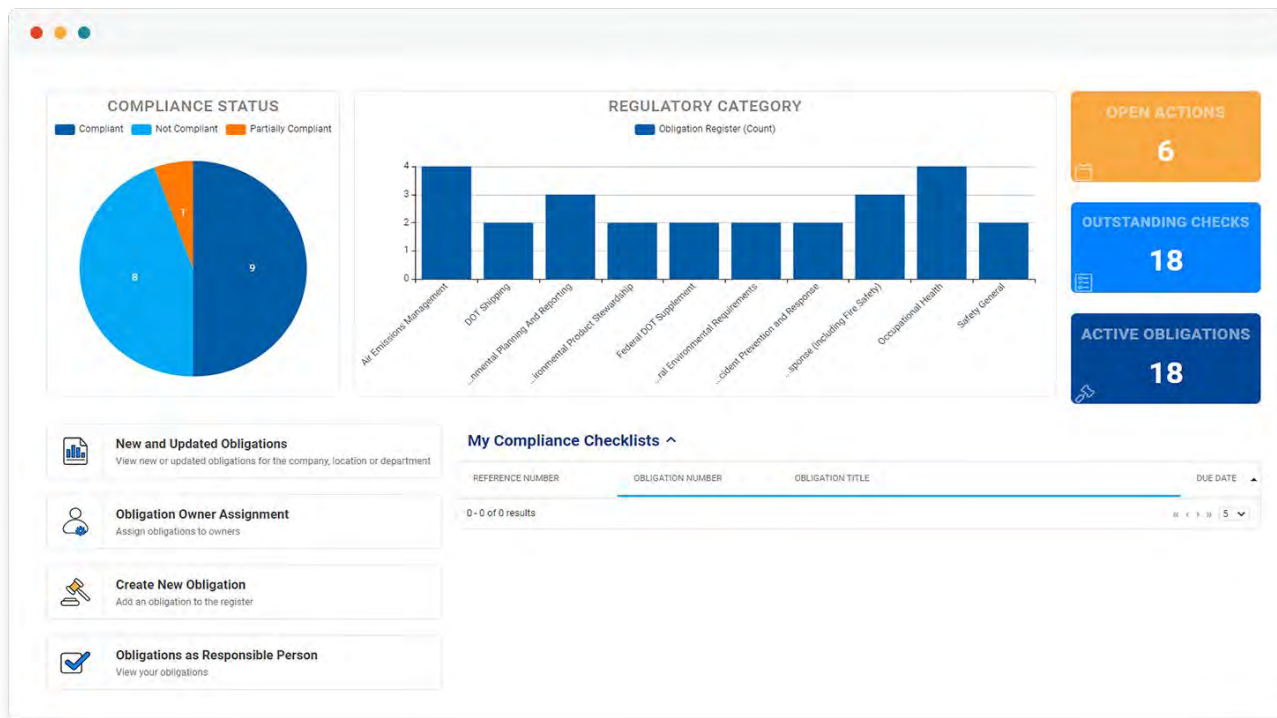 COMPLIANCE STATUS
Compliant Not Compliant Partially Compliant
1
8
9
REGULATORY CATEGORY
Obligation Register (Count)
4
3
2
1
0
Air Emissions Management
DOT Shipping
...nmental Planning And Reporting
...ironmental Product Stewardship
Federal DOT Supplement
...ral Environmental Requirements
...cident Prevention and Response
...sponse (including Fire Safety)
Occupational Health
Safety General
OPEN ACTIONS
6
OUTSTANDING CHECKS
18
ACTIVE OBLIGATIONS
18
New and Updated Obligations
View new or updated obligations for the company, location or department
Obligation Owner Assignment
Assign obligations to owners
Create New Obligation
Add an obligation to the register
Obligations as Responsible Person
View your obligations
My Compliance Checklists
REFERENCE NUMBER OBLIGATION NUMBER OBLIGATION TITLE DUE DATE
0 - 0 of 0 results « ‹ › » 5